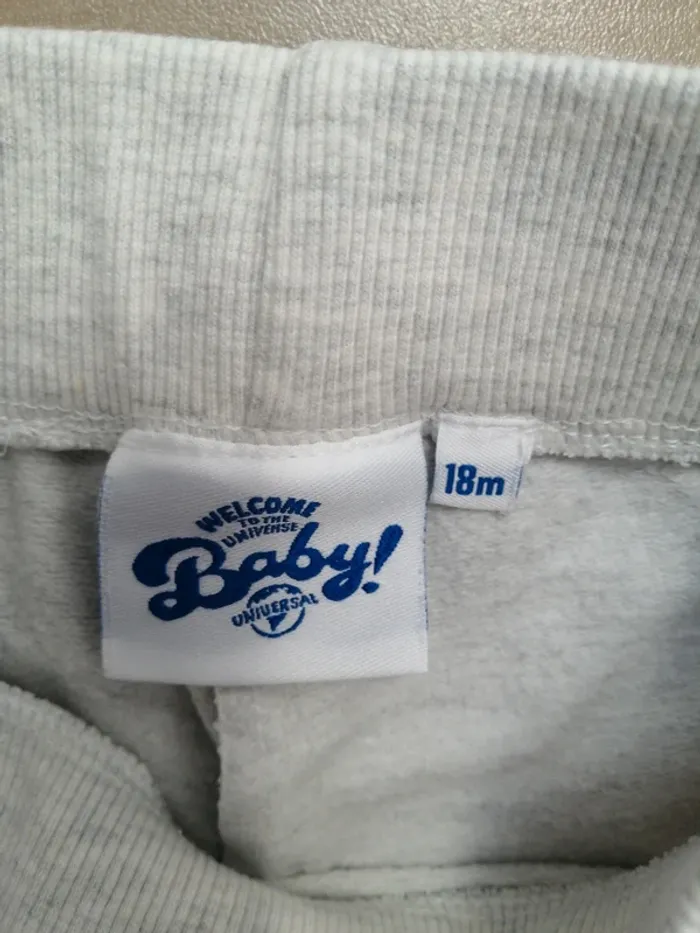 WELCOME
TO THE
UNIVERSE
Baby!
UNIVERSAL
18m